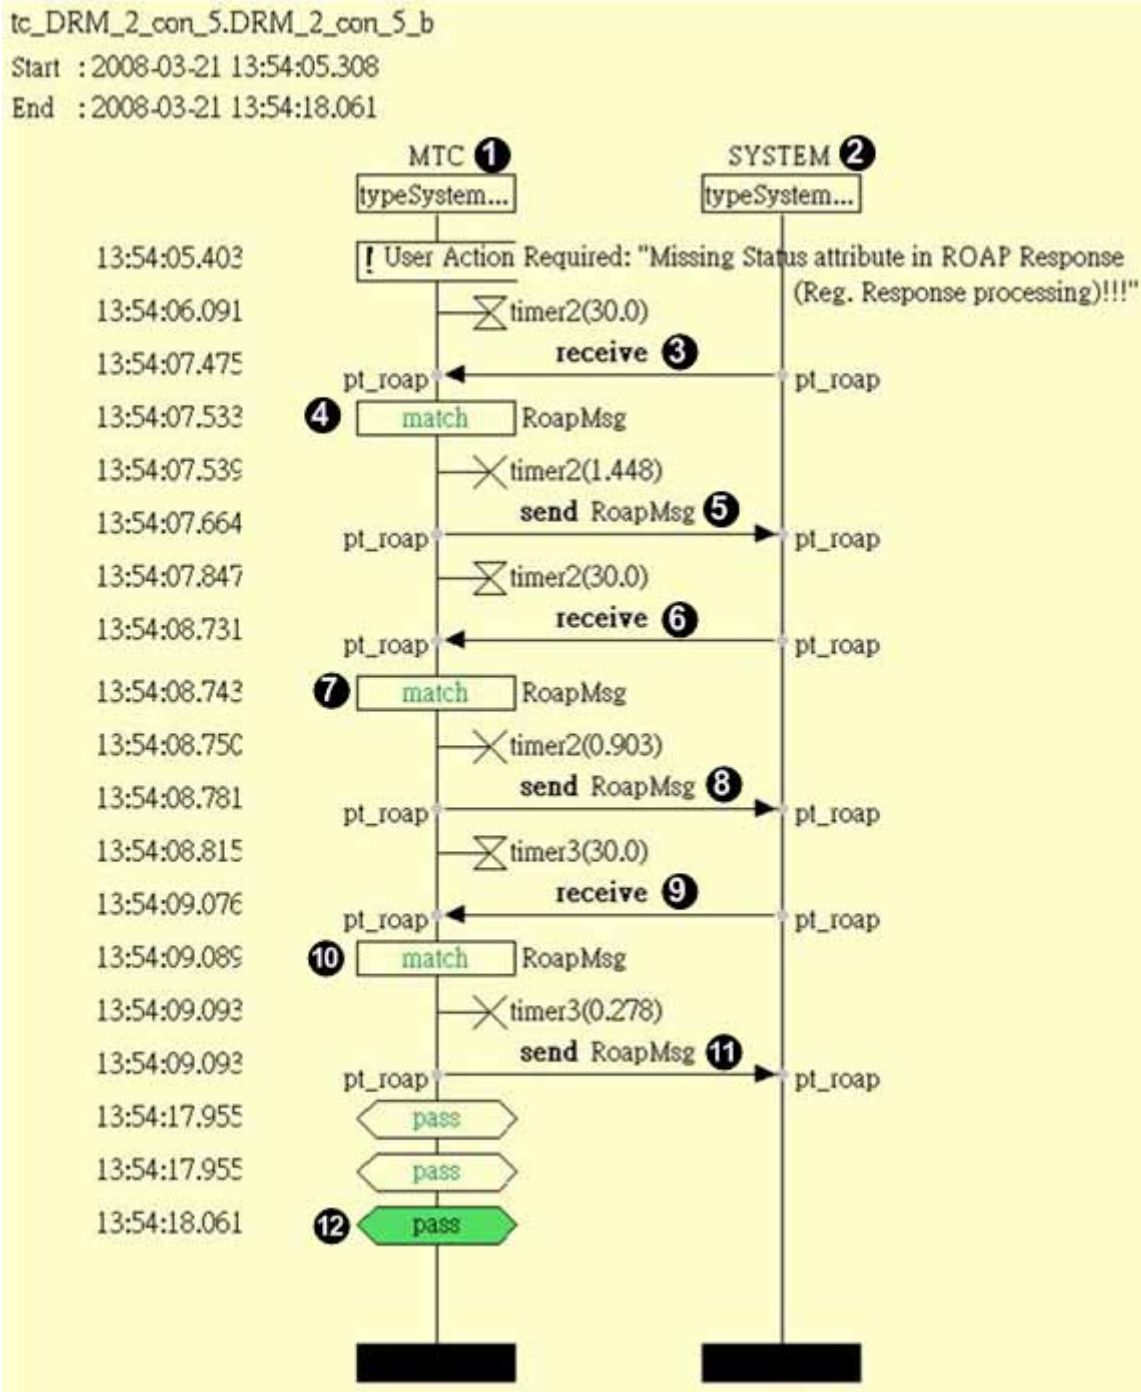 tc_DRM_2_con_5.DRM_2_con_5_b
Start : 2008-03-21 13:54:05.308
End : 2008-03-21 13:54:18.061
MTC 1 SYSTEM 2
typeSystem... typeSystem...
13:54:05.403 ! User Action Required: "Missing Status attribute in ROAP Response
(Reg. Response processing)!!!"
13:54:06.091 timer2(30.0)
13:54:07.475 receive 3
pt_roap pt_roap
13:54:07.533 4 match RoapMsg
13:54:07.539 timer2(1.448)
13:54:07.664 send RoapMsg 5
pt_roap pt_roap
13:54:07.847 timer2(30.0)
13:54:08.731 receive 6
pt_roap pt_roap
13:54:08.743 7 match RoapMsg
13:54:08.750 timer2(0.903)
13:54:08.781 send RoapMsg 8
pt_roap pt_roap
13:54:08.815 timer3(30.0)
13:54:09.076 receive 9
pt_roap pt_roap
13:54:09.089 10 match RoapMsg
13:54:09.093 timer3(0.278)
13:54:09.093 send RoapMsg 11
pt_roap pt_roap
13:54:17.955 pass
13:54:17.955 pass
13:54:18.061 12 pass